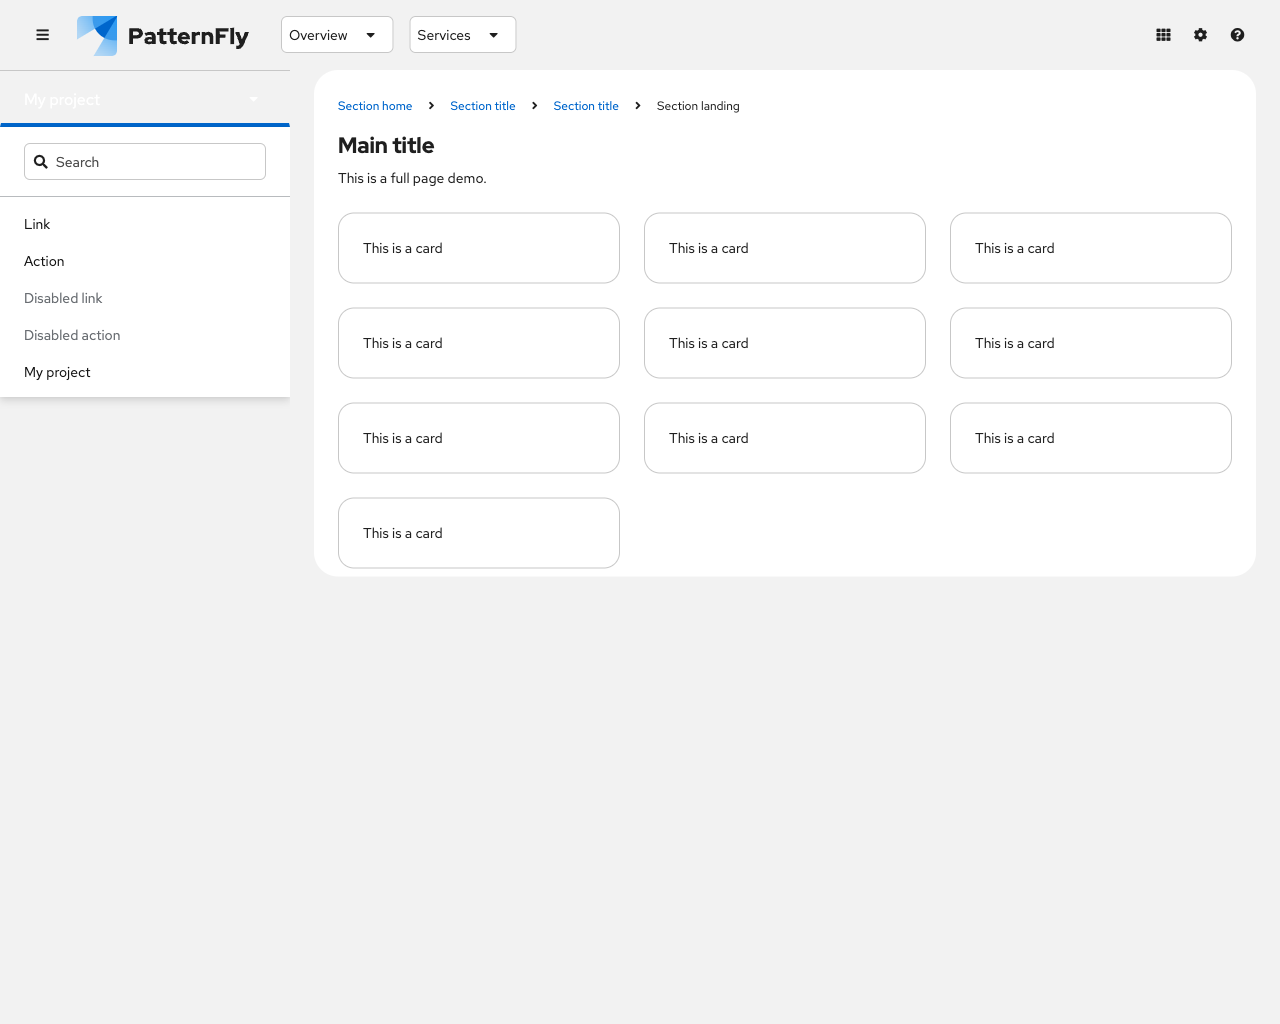 PatternFly
Overview
Services
My project
Search
Link
Action
Disabled link
Disabled action
My project
Section home
Section title
Section title
Section landing
Main title
This is a full page demo.
This is a card
This is a card
This is a card
This is a card
This is a card
This is a card
This is a card
This is a card
This is a card
This is a card